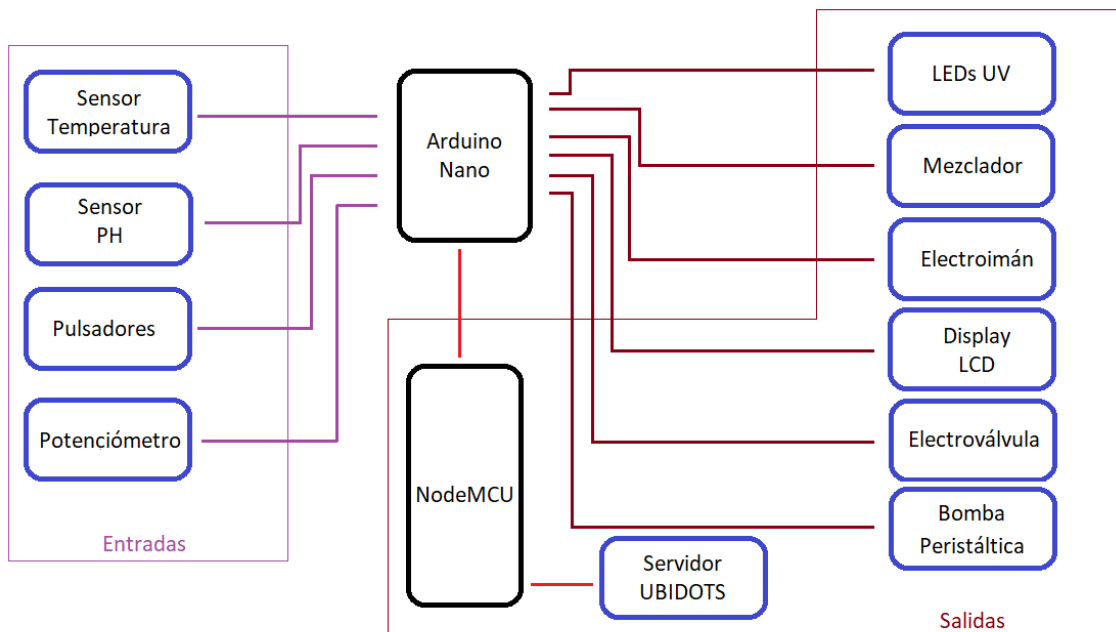 Sensor
Temperatura
Sensor
PH
Pulsadores
Potenciómetro
Entradas
Arduino
Nano
NodeMCU
Servidor
UBIDOTS
LEDs UV
Mezclador
Electroimán
Display
LCD
Electroválvula
Bomba
Peristáltica
Salidas